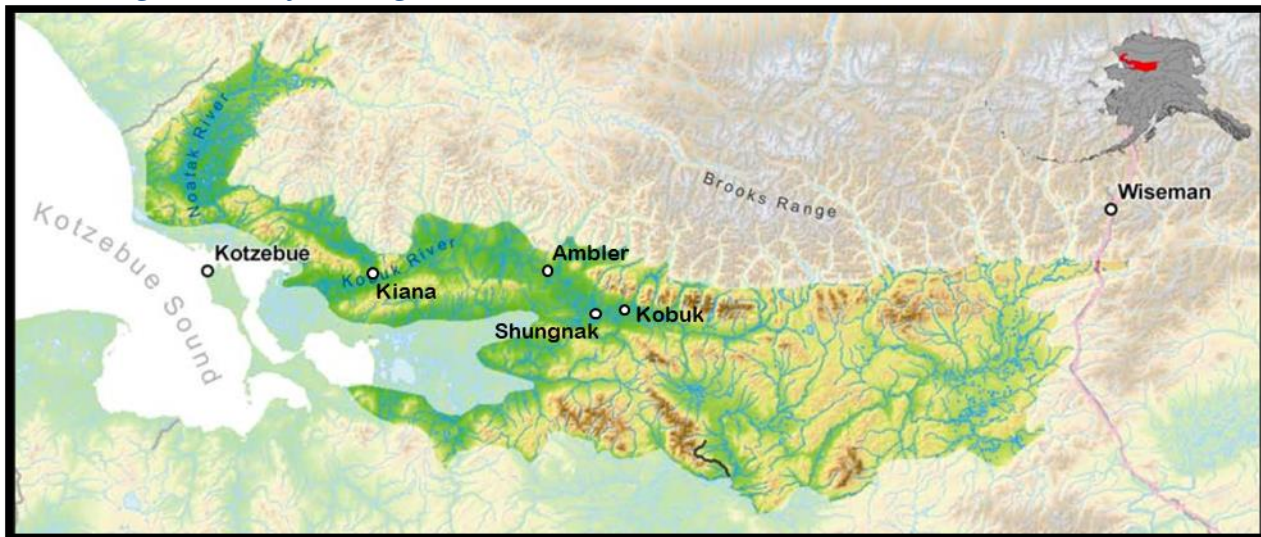 Noatak River
Brooks Range
Wiseman
Kotzebue Sound
Kotzebue
Kobuk River
Kiana
Ambler
Shungnak
Kobuk